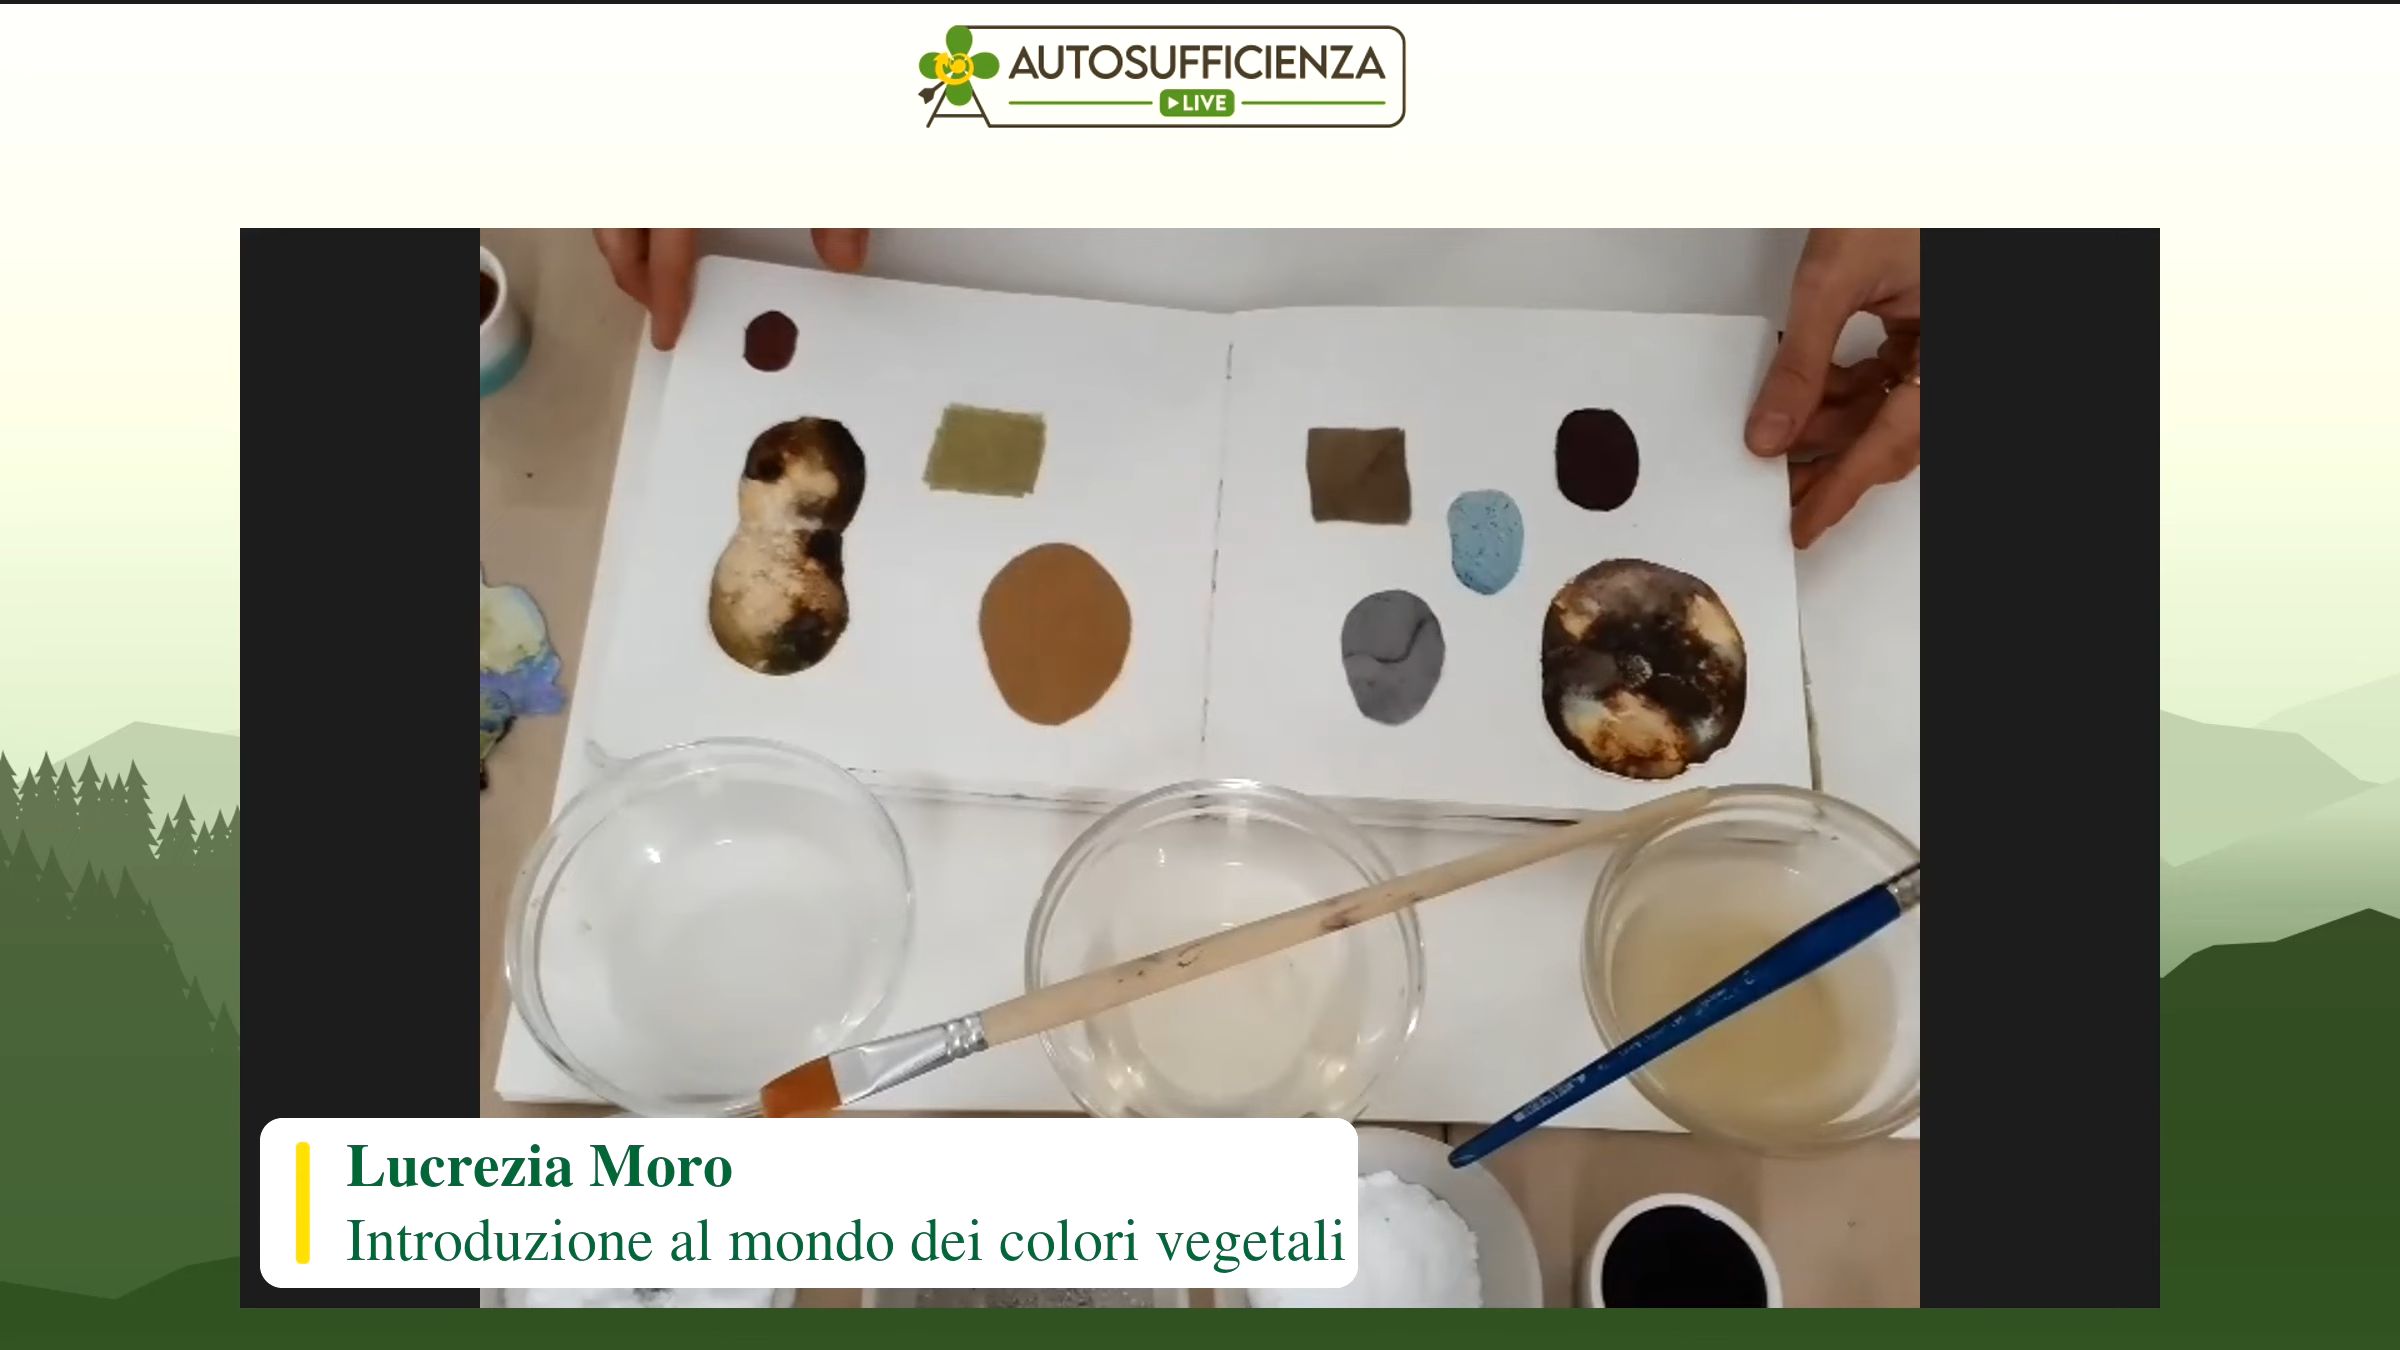 AUTOSUFFICIENZA
LIVE
Lucrezia Moro
Introduzione al mondo dei colori vegetali